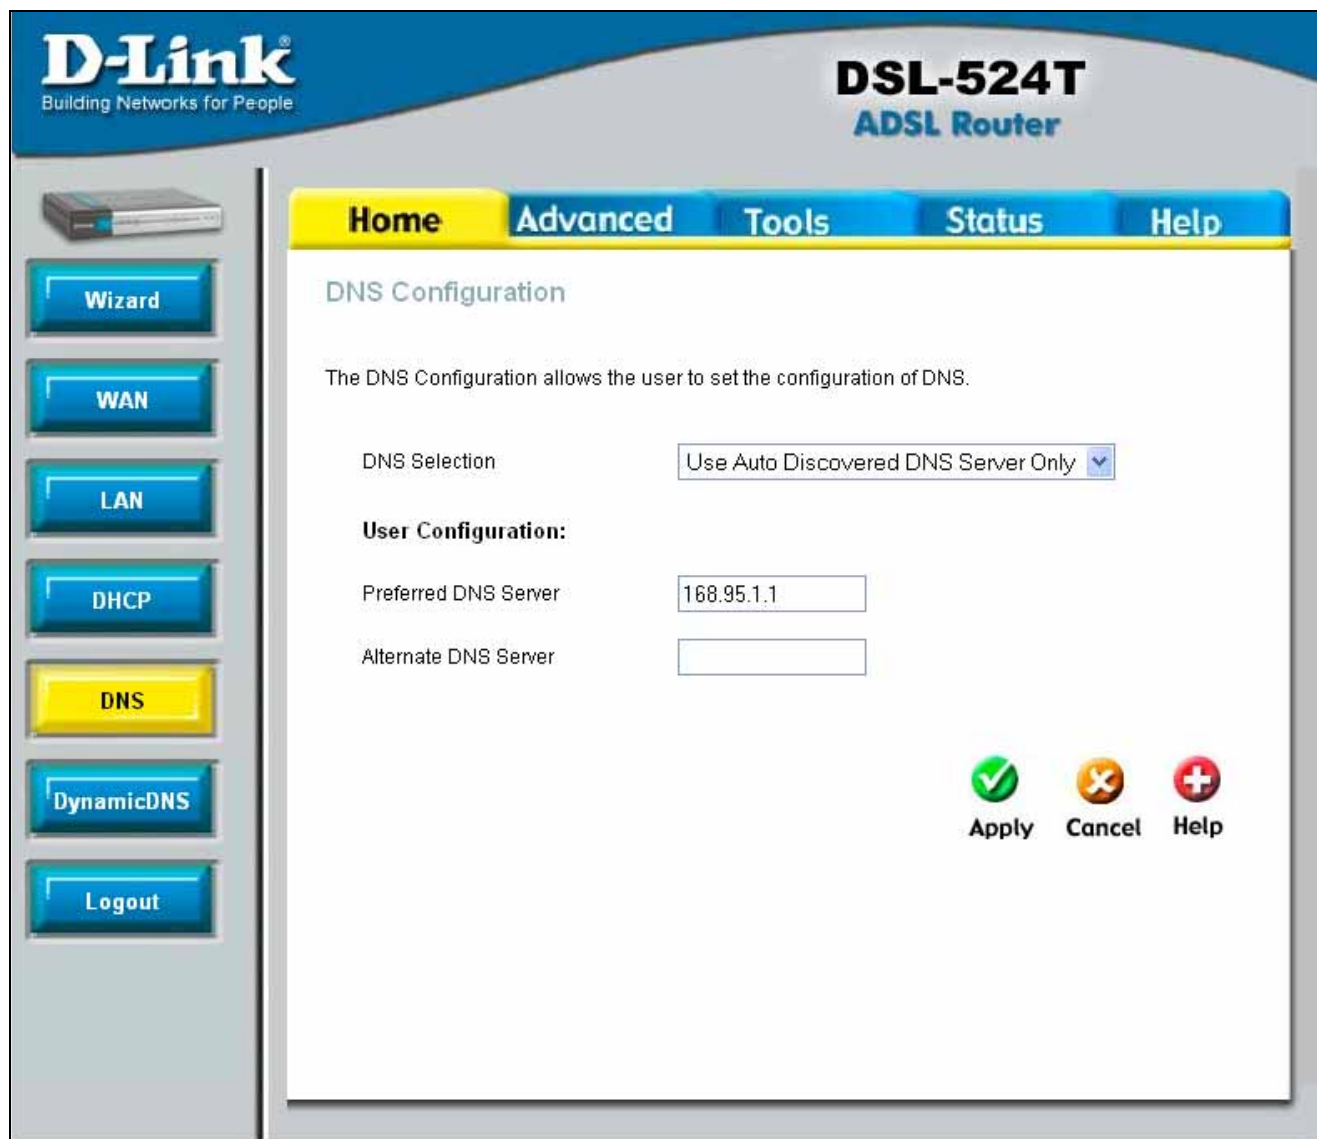 D-Link®
Building Networks for People
DSL-524T
ADSL Router
Home Advanced Tools Status Help
Wizard
WAN
LAN
DHCP
DNS
DynamicDNS
Logout
DNS Configuration
The DNS Configuration allows the user to set the configuration of DNS.
DNS Selection Use Auto Discovered DNS Server Only
User Configuration:
Preferred DNS Server 168.95.1.1
Alternate DNS Server
Apply Cancel Help